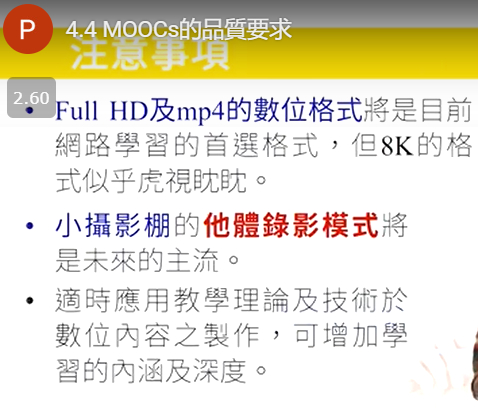 P 4.4 MOOCs的品質要求
注意事項
2.60
• Full HD及mp4的數位格式將是目前
網路學習的首選格式，但8K的格
式似乎虎視眈眈。
• 小攝影棚的他體錄影模式將
是未來的主流。
• 適時應用教學理論及技術於
數位內容之製作，可增加學
習的內涵及深度。